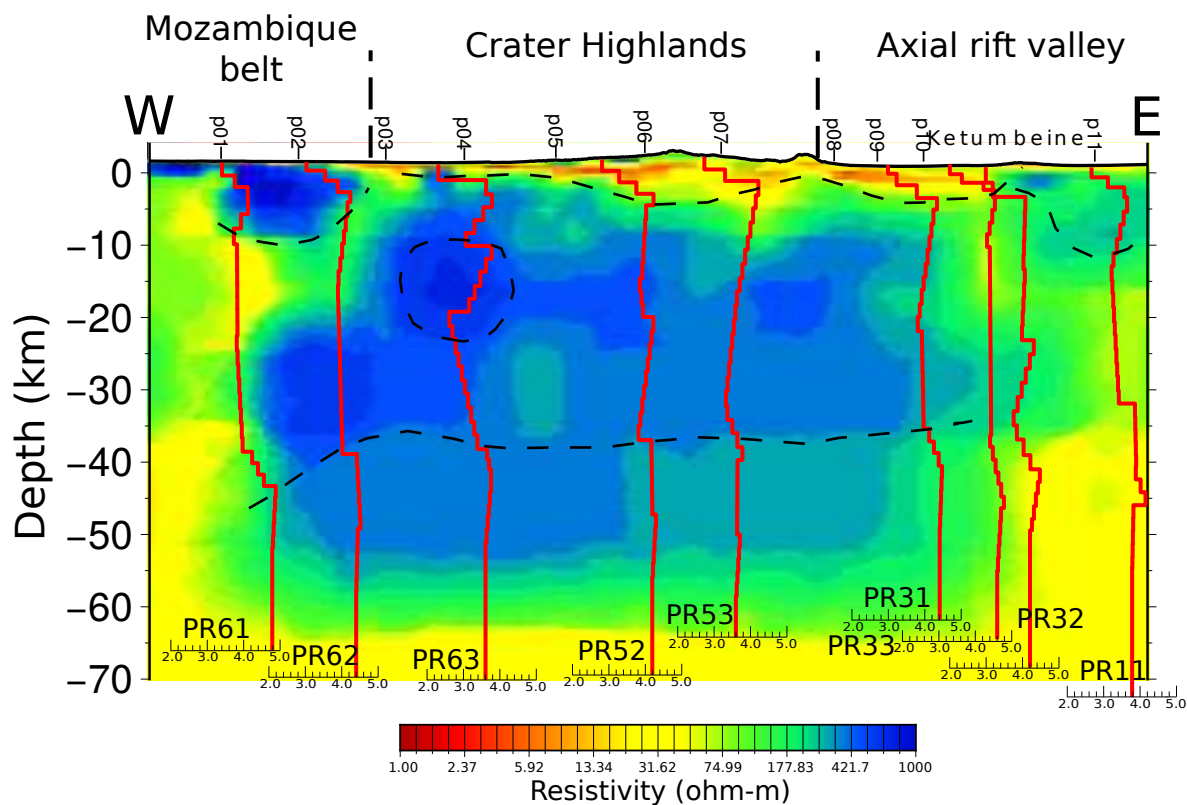 Mozambique
belt
Crater Highlands
Axial rift valley
W
E
p01
p02
p03
p04
p05
p06
p07
p08
p09
p10
Ketumbeine
p11
Depth (km)
0
−10
−20
−30
−40
−50
−60
−70
PR61
2.0 3.0 4.0 5.0
PR62
2.0 3.0 4.0 5.0
PR63
2.0 3.0 4.0 5.0
PR52
2.0 3.0 4.0 5.0
PR53
2.0 3.0 4.0 5.0
PR31
2.0 3.0 4.0 5.0
PR33
2.0 3.0 4.0 5.0
PR32
2.0 3.0 4.0 5.0
PR11
2.0 3.0 4.0 5.0
1.00 2.37 5.92 13.34 31.62 74.99 177.83 421.7 1000
Resistivity (ohm-m)